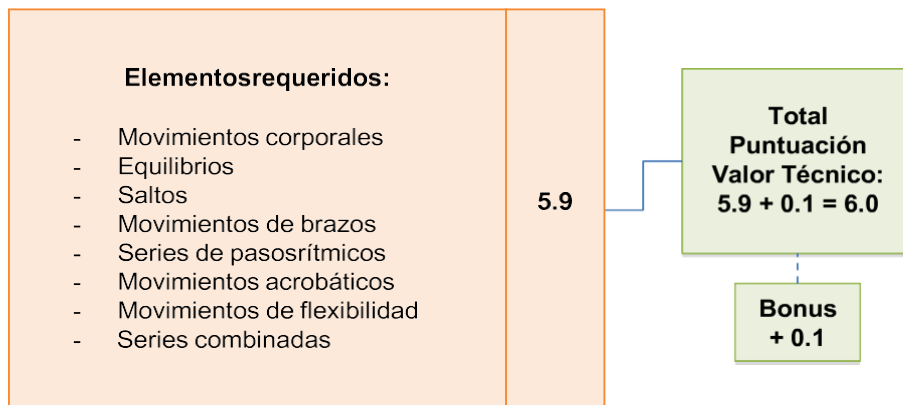 Elementosrequeridos:
- Movimientos corporales
- Equilibrios
- Saltos
- Movimientos de brazos
- Series de pasosrítmicos
- Movimientos acrobáticos
- Movimientos de flexibilidad
- Series combinadas
5.9
Total
Puntuación
Valor Técnico:
5.9 + 0.1 = 6.0
Bonus
+ 0.1